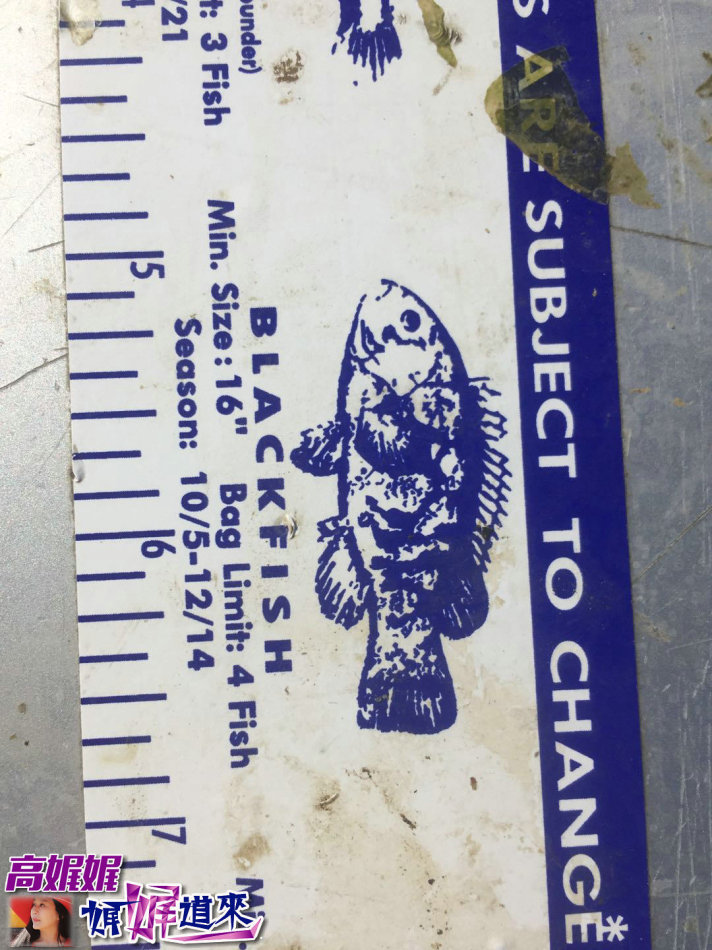 S ARE SUBJECT TO CHANGE*
ounder)
t: 3 Fish
/21
BLACKFISH
Min. Size: 16" Bag Limit: 4 Fish
Season: 10/5-12/14
5
6
7
高娓娓
娓娓道來